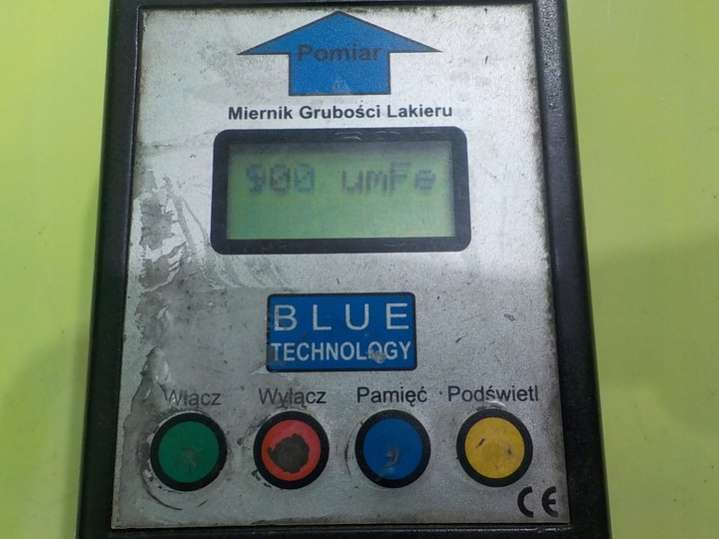 Pomiar
Miernik Grubości Lakieru
900 umFe
BLUE
TECHNOLOGY
Włącz Wyłącz Pamięć Podświetl
CE